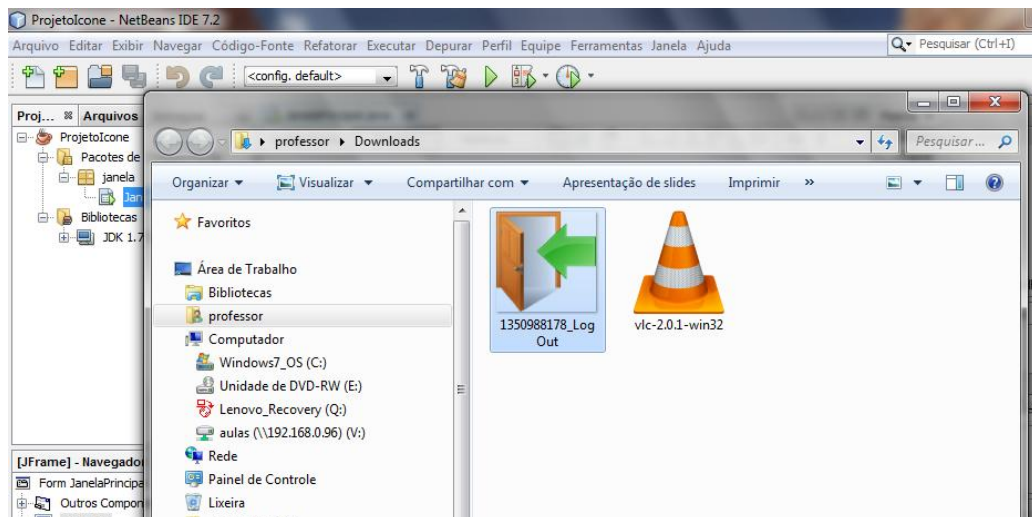 ProjetoIcone - NetBeans IDE 7.2
Arquivo Editar Exibir Navegar Código-Fonte Refatorar Executar Depurar Perfil Equipe Ferramentas Janela Ajuda
Pesquisar (Ctrl+I)
<config. default>
Proj... Arquivos
ProjetoIcone
Pacotes de
janela
Jan
Bibliotecas
JDK 1.7
[JFrame] - Navegado
Form JanelaPrincipa
Outros Compon
professor Downloads
Pesquisar ...
Organizar Visualizar Compartilhar com Apresentação de slides Imprimir »
Favoritos
Área de Trabalho
Bibliotecas
professor
Computador
Windows7_OS (C:)
Unidade de DVD-RW (E:)
Lenovo_Recovery (Q:)
aulas (\\192.168.0.96) (V:)
Rede
Painel de Controle
Lixeira
1350988178_Log
Out
vlc-2.0.1-win32